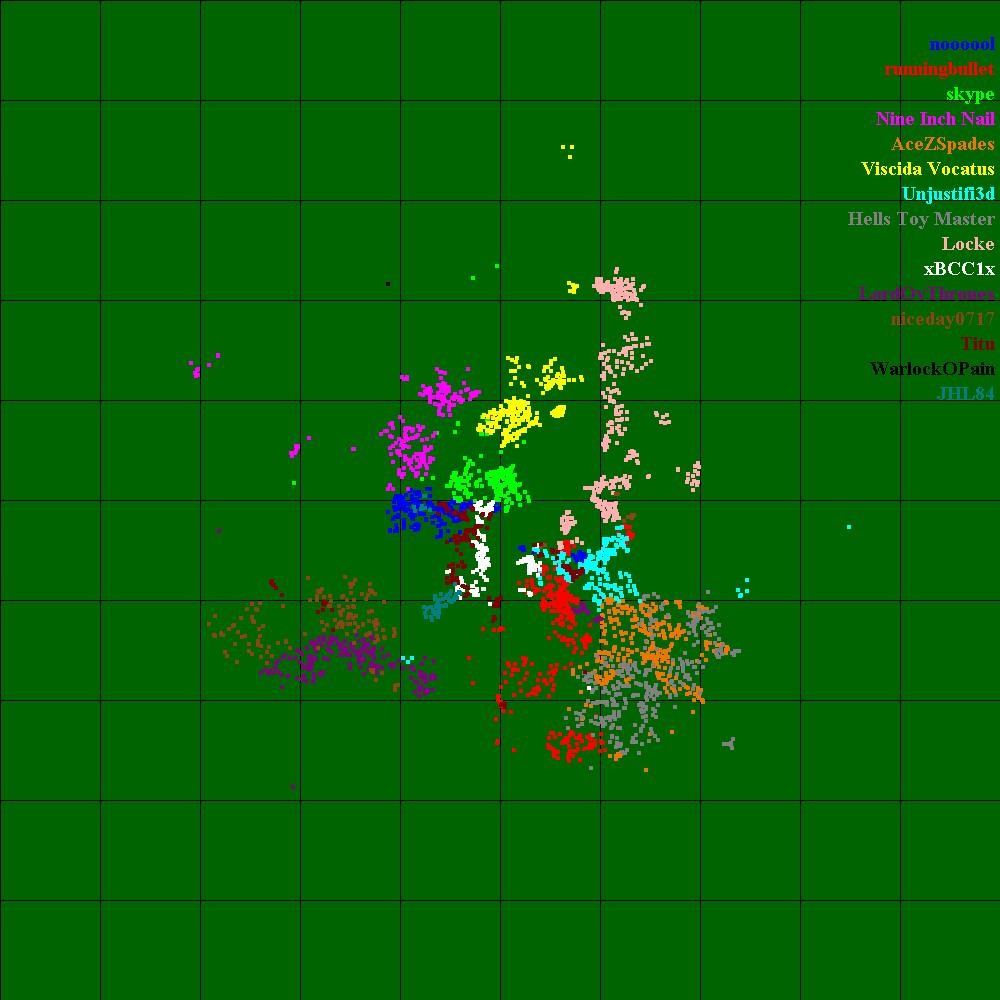 noooool
runningbullet
skype
Nine Inch Nail
AceZSpades
Viscida Vocatus
Unjustifi3d
Hells Toy Master
Locke
xBCC1x
LordOvThrones
niceday0717
Titu
WarlockOPain
JHL84